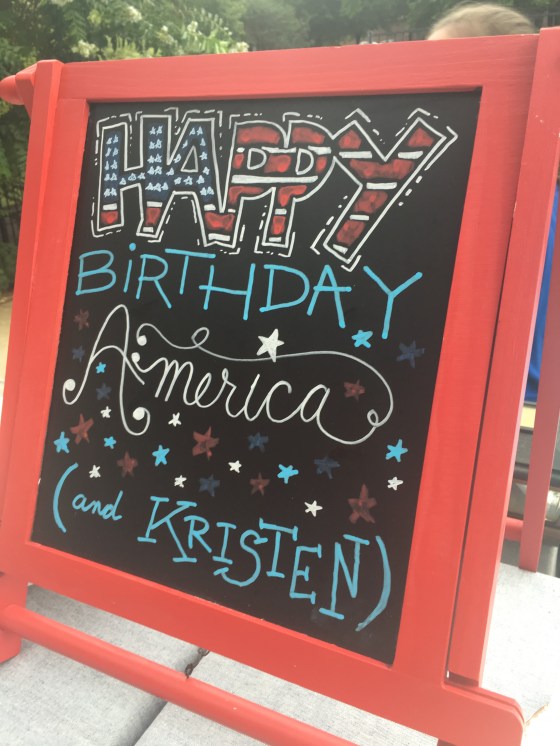 HAPPY
BIRTHDAY
America
(and KRISTEN)